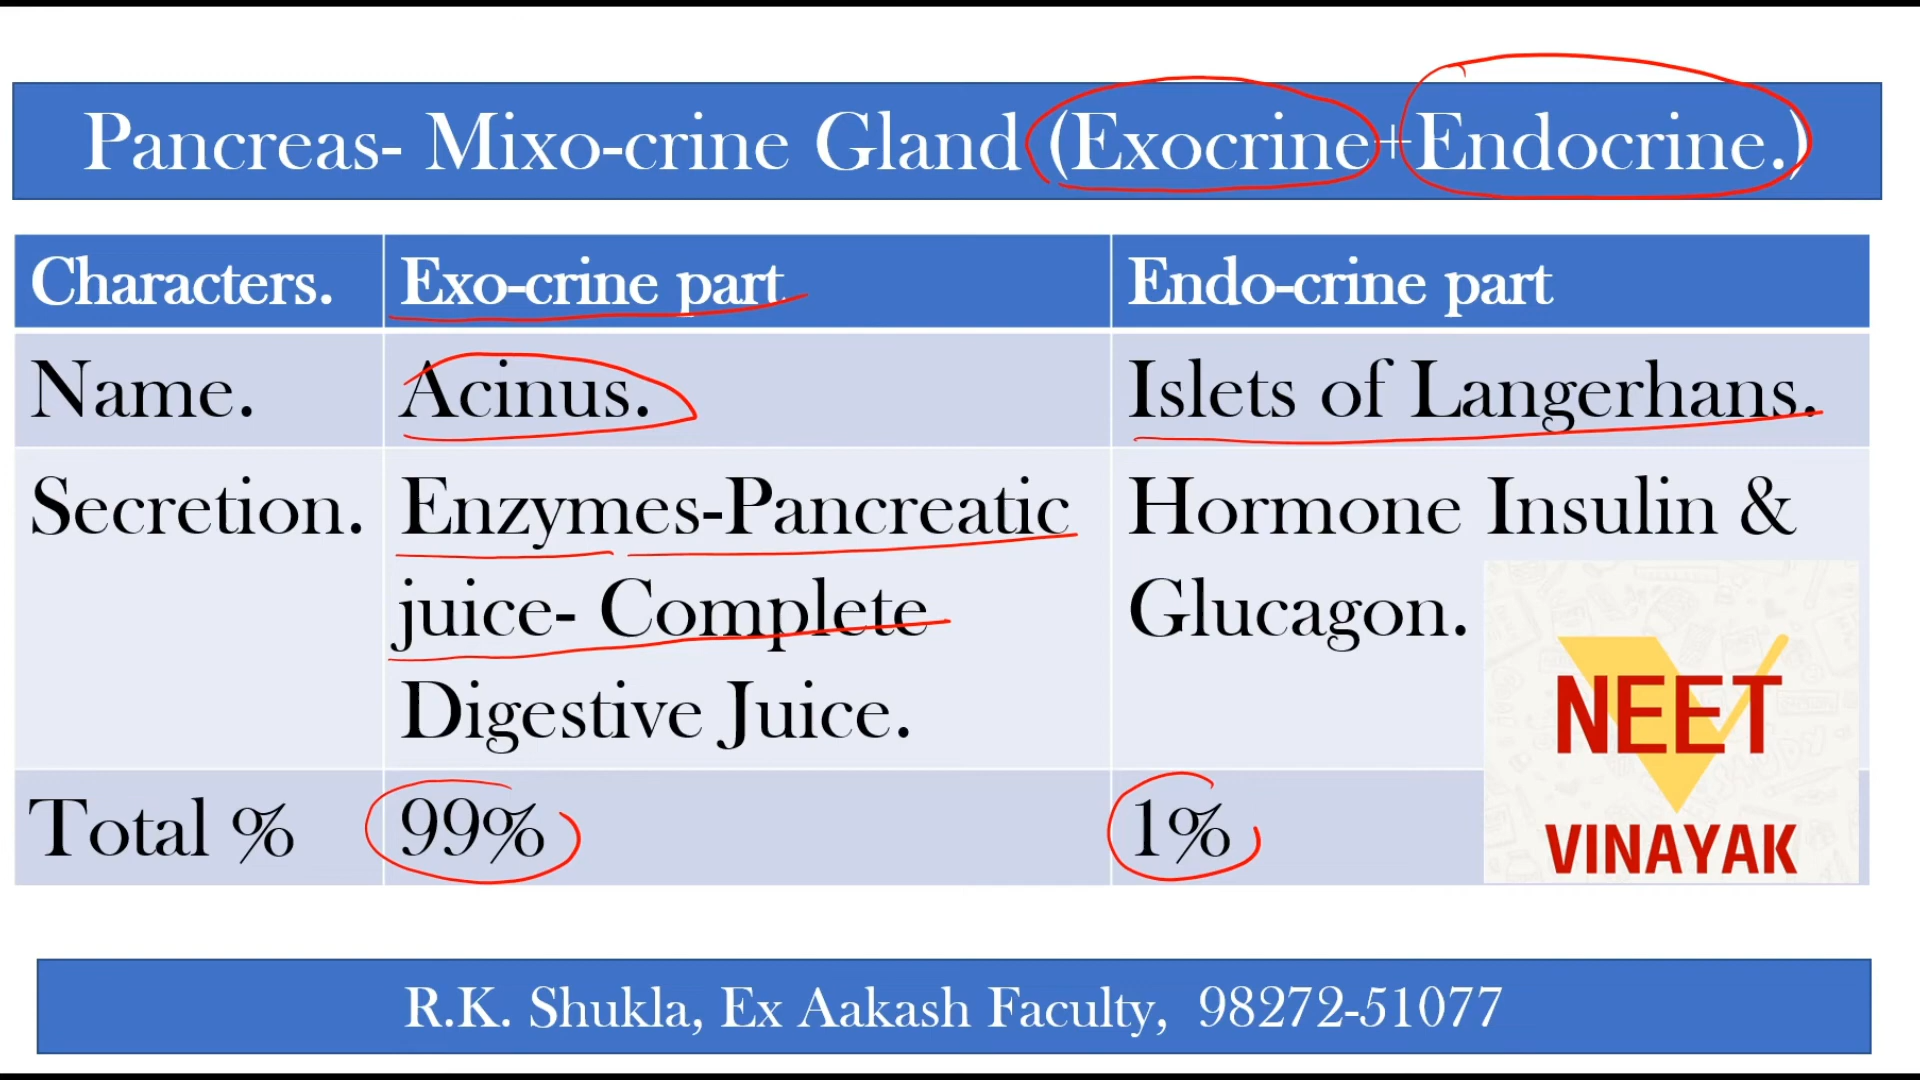 Pancreas- Mixo-crine Gland (Exocrine+Endocrine.)
Characters. Exo-crine part Endo-crine part
Name. Acinus. Islets of Langerhans.
Secretion. Enzymes-Pancreatic Hormone Insulin &
juice- Complete Glucagon.
Digestive Juice.
Total % 99% 1%
NEET
VINAYAK
R.K. Shukla, Ex Aakash Faculty, 98272-51077